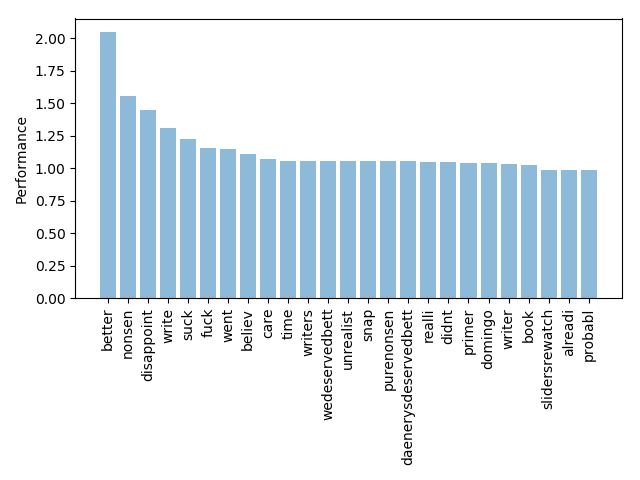 Performance
2.00
1.75
1.50
1.25
1.00
0.75
0.50
0.25
0.00
better
nonsen
disappoint
write
suck
fuck
went
believ
care
time
writers
wedeservedbett
unrealist
snap
purenonsen
daenerysdeservedbett
realli
didnt
primer
domingo
writer
book
slidersrewatch
alreadi
probabl